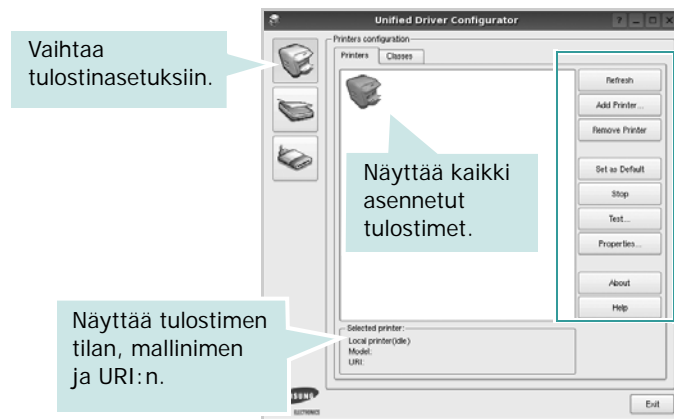 Unified Driver Configurator
Vaihtaa
tulostinasetuksiin.
Printers configuration
Printers
Classes
Refresh
Add Printer...
Remove Printer
Set as Default
Stop
Test...
Properties...
About
Help
Näyttää kaikki
asennetut
tulostimet.
Näyttää tulostimen
tilan, mallinimen
ja URI:n.
Selected printer:
Local printer(idle)
Model:
URI:
ELECTRONICS
Exit